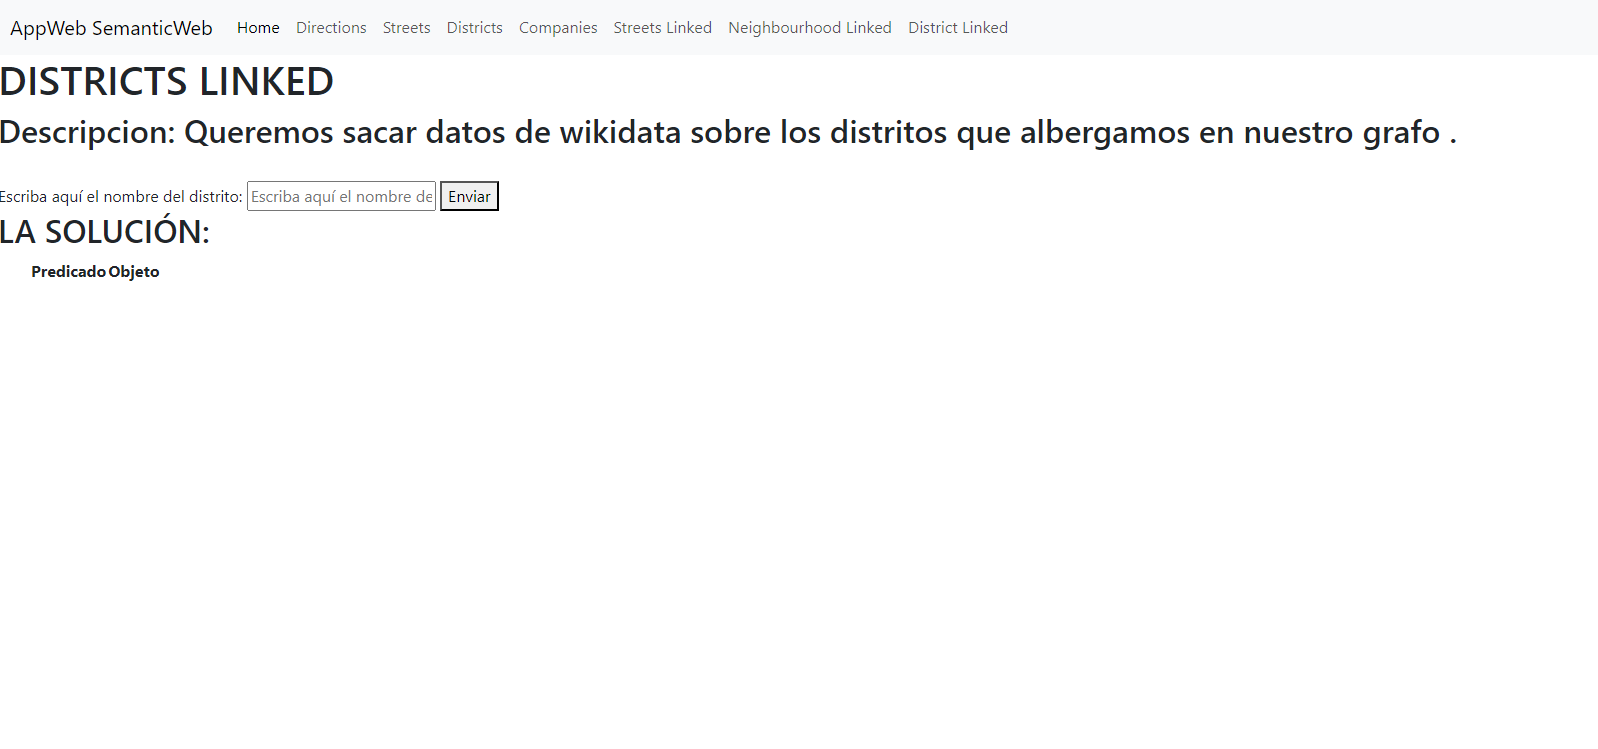 AppWeb SemanticWeb Home Directions Streets Districts Companies Streets Linked Neighbourhood Linked District Linked
DISTRICTS LINKED
Descripcion: Queremos sacar datos de wikidata sobre los distritos que albergamos en nuestro grafo .
Escriba aquí el nombre del distrito: Escriba aquí el nombre de Enviar
LA SOLUCIÓN:
Predicado Objeto